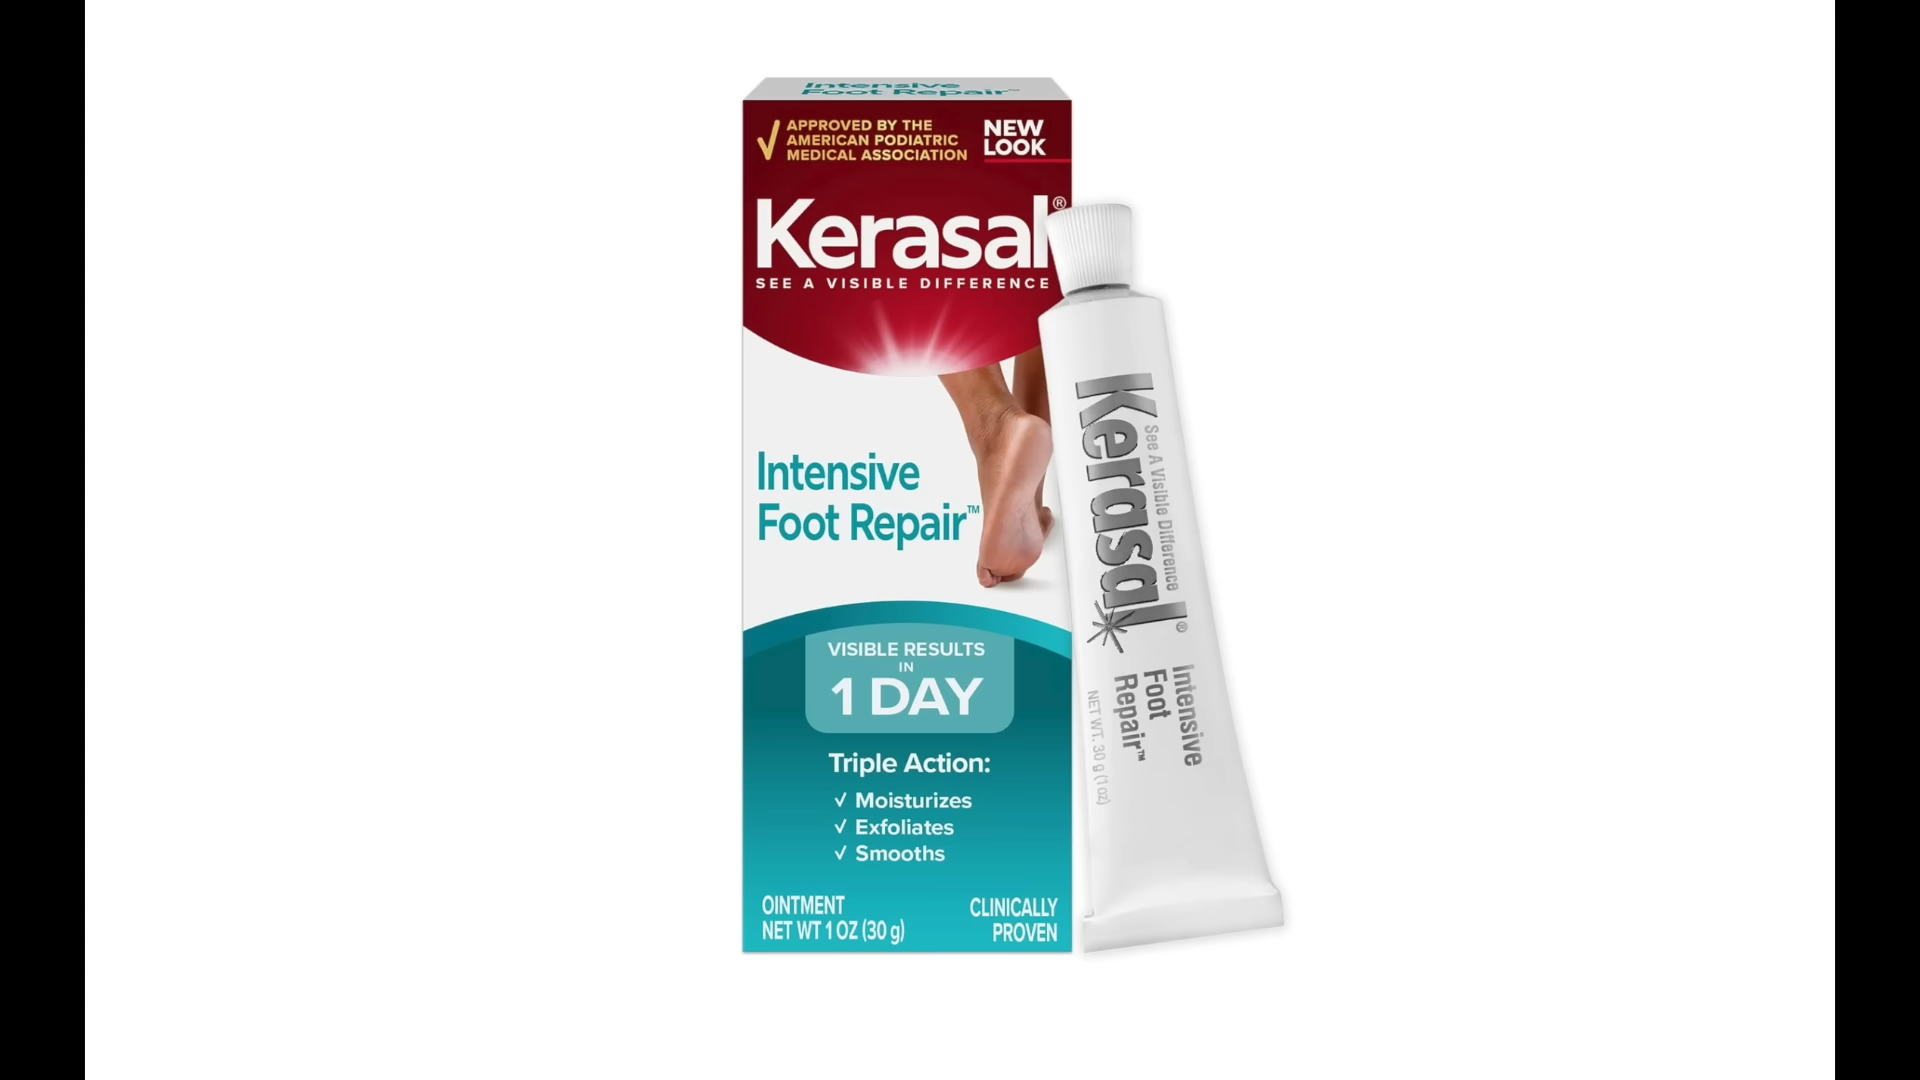 Intensive
Foot Repair™
✓ APPROVED BY THE
AMERICAN PODIATRIC
MEDICAL ASSOCIATION
NEW
LOOK
Kerasal®
SEE A VISIBLE DIFFERENCE
Intensive
Foot Repair™
VISIBLE RESULTS
IN
1 DAY
Triple Action:
✓ Moisturizes
✓ Exfoliates
✓ Smooths
OINTMENT
NET WT 1 OZ (30 g)
CLINICALLY
PROVEN
See A Visible Difference
Kerasal®
Intensive
Foot
Repair™
NET WT. 30 g (1 oz)